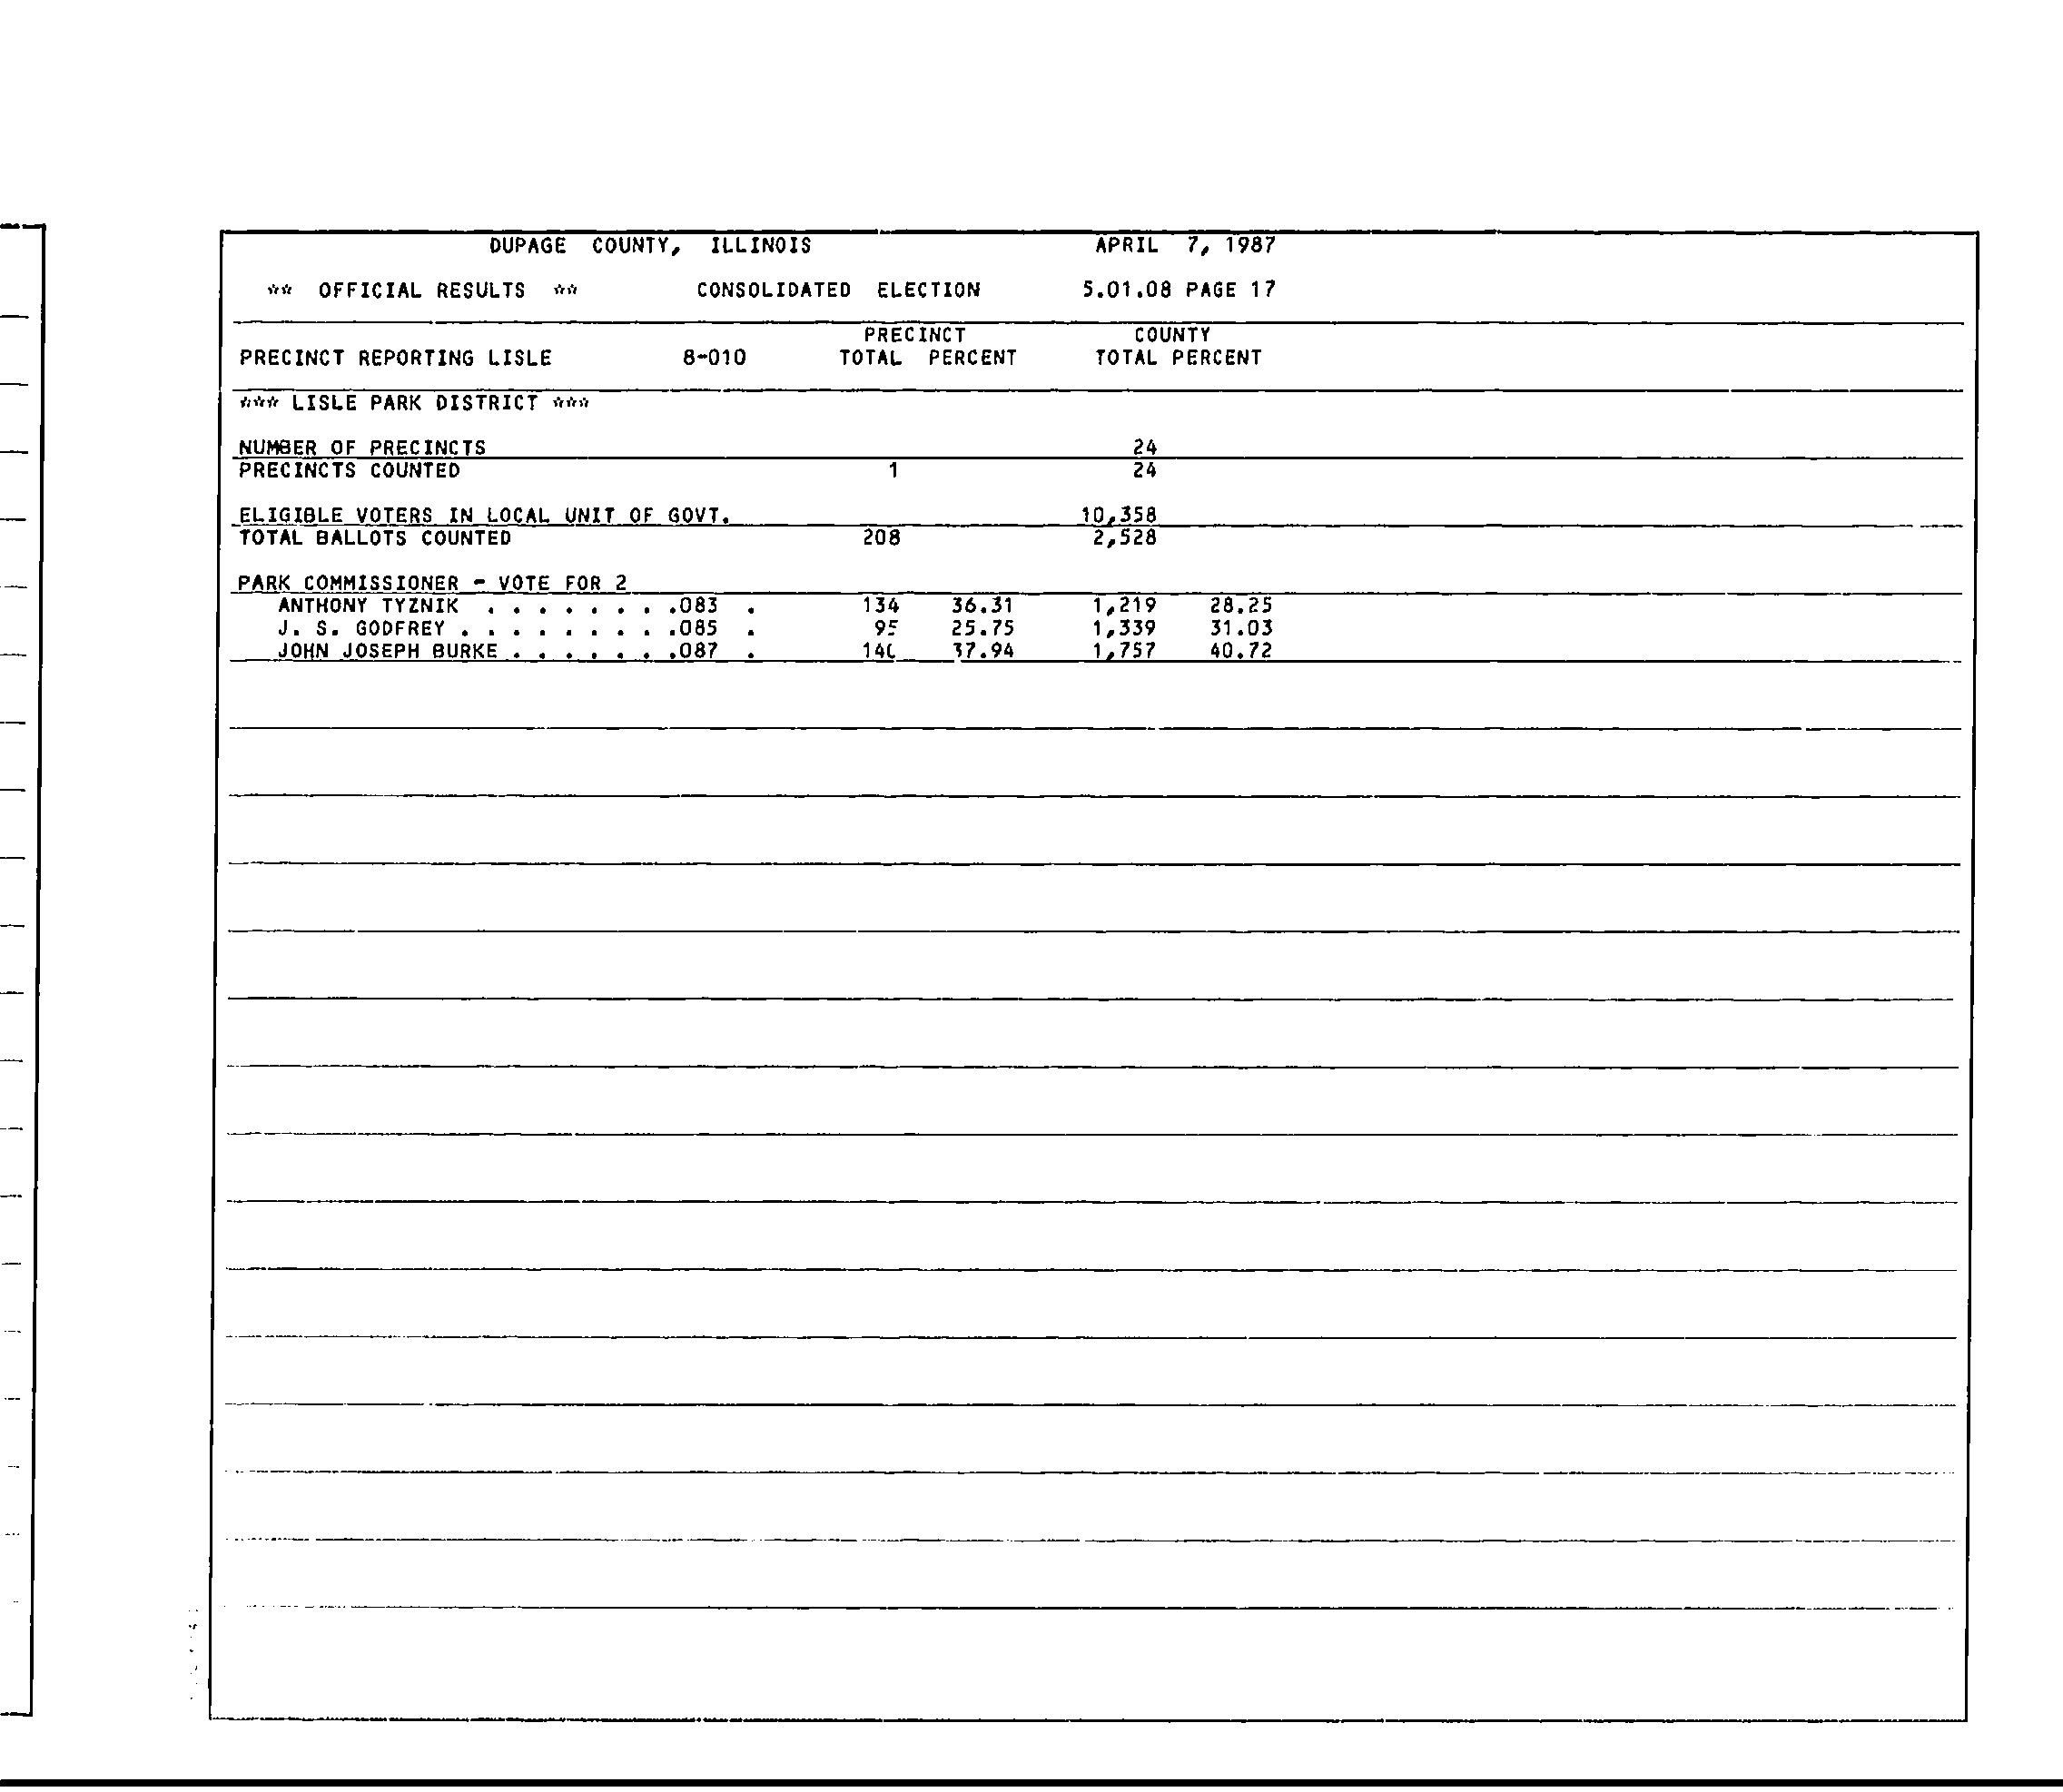 DUPAGE COUNTY, ILLINOIS APRIL 7, 1987
** OFFICIAL RESULTS ** CONSOLIDATED ELECTION 5.01.08 PAGE 17
PRECINCT COUNTY
PRECINCT REPORTING LISLE 8-010 TOTAL PERCENT TOTAL PERCENT
*** LISLE PARK DISTRICT ***
NUMBER OF PRECINCTS 24
PRECINCTS COUNTED 1 24
ELIGIBLE VOTERS IN LOCAL UNIT OF GOVT. 10,358
TOTAL BALLOTS COUNTED 208 2,528
PARK COMMISSIONER - VOTE FOR 2
ANTHONY TYZNIK . . . . . . . .083 . 134 36.31 1,219 28.25
J. S. GODFREY . . . . . . . . .085 . 95 25.75 1,339 31.03
JOHN JOSEPH BURKE . . . . . . .087 . 140 37.94 1,757 40.72